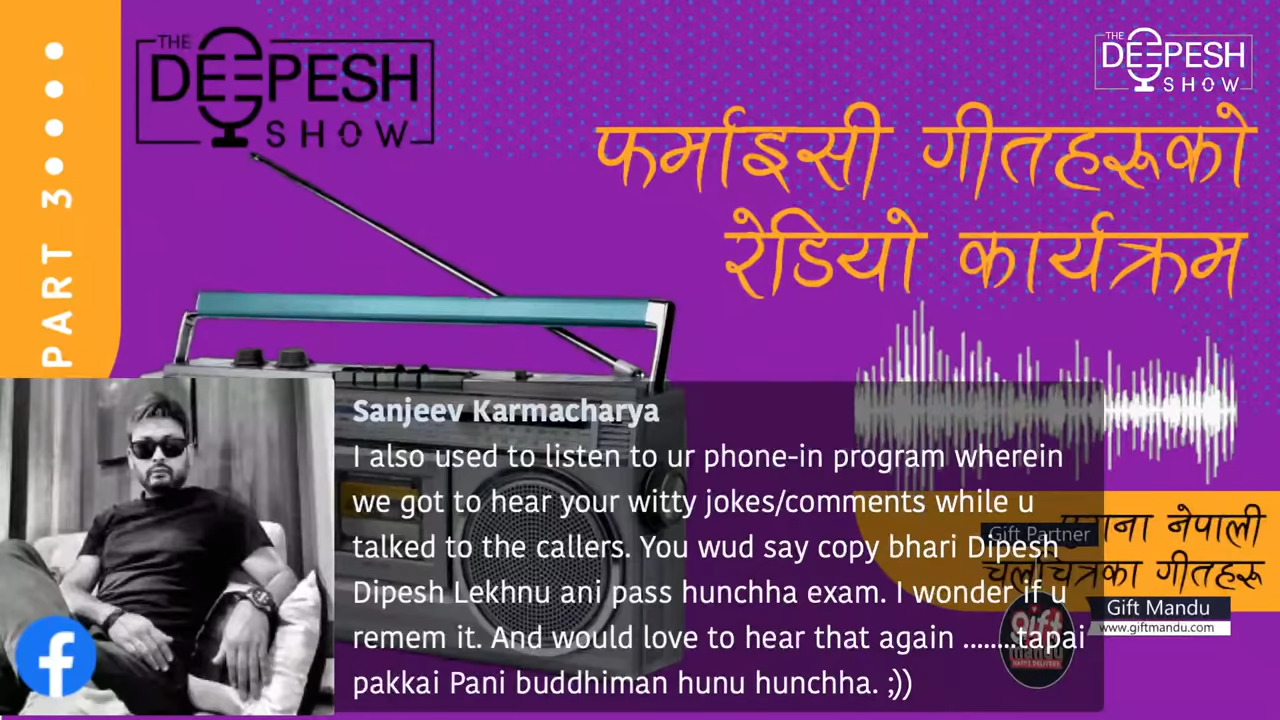 PART 3
THE
DEEPESH
SHOW
THE
DEEPESH
SHOW
फर्माइसी गीतहरूको
रेडियो कार्यक्रम
Sanjeev Karmacharya
I also used to listen to ur phone-in program wherein
we got to hear your witty jokes/comments while u
talked to the callers. You wud say copy bhari Dipesh
Dipesh Lekhnu ani pass hunchha exam. I wonder if u
remem it. And would love to hear that again ........tapai
pakkai Pani buddhiman hunu hunchha. ;))
पुराना नेपाली
चलचित्रका गीतहरू
Gift Partner
gift
mandu
Gift Mandu
www.giftmandu.com